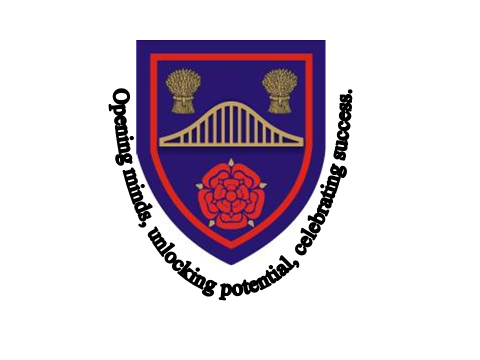 Opening minds, unlocking potential, celebrating success.